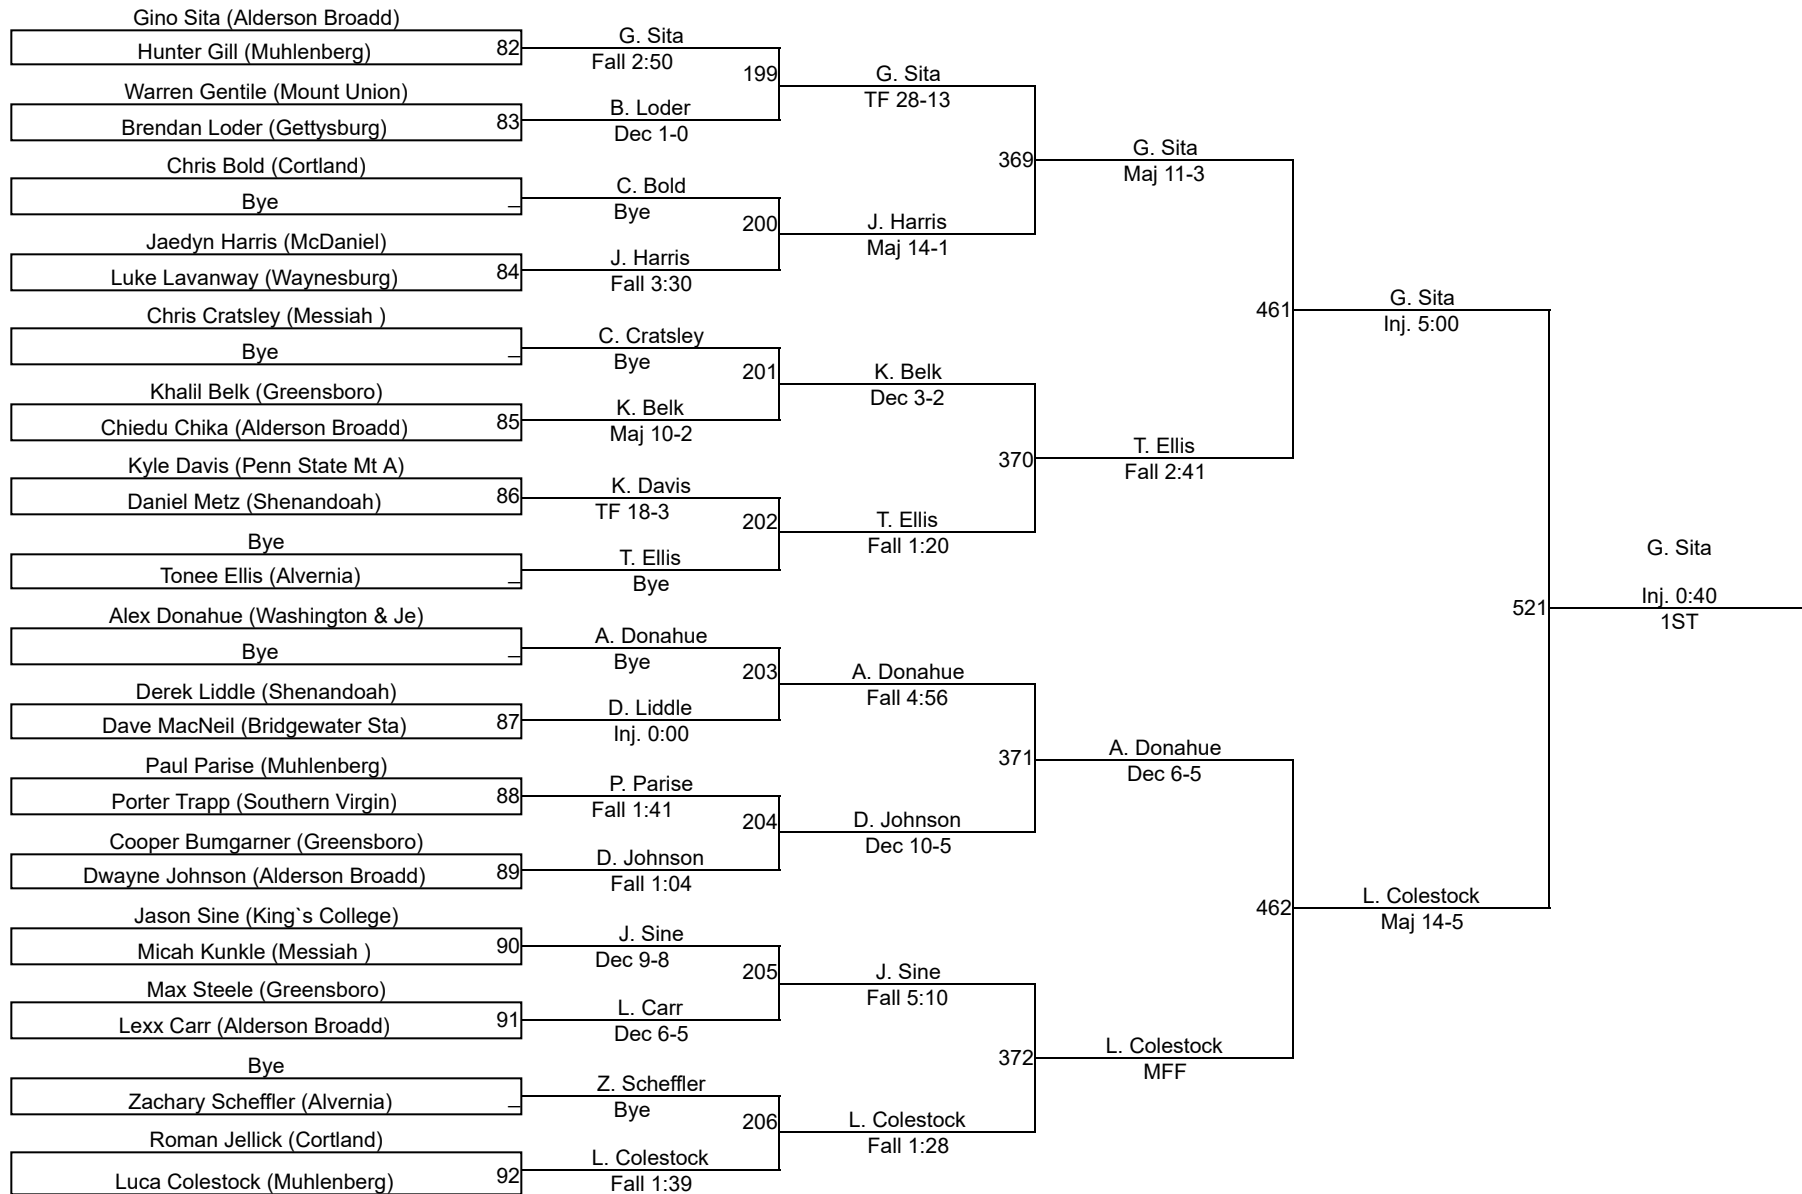 Gino Sita (Alderson Broadd)
Hunter Gill (Muhlenberg)
82
Warren Gentile (Mount Union)
Brendan Loder (Gettysburg)
83
Chris Bold (Cortland)
Bye
_
Jaedyn Harris (McDaniel)
Luke Lavanway (Waynesburg)
84
Chris Cratsley (Messiah )
Bye
_
Khalil Belk (Greensboro)
Chiedu Chika (Alderson Broadd)
85
Kyle Davis (Penn State Mt A)
Daniel Metz (Shenandoah)
86
Bye
Tonee Ellis (Alvernia)
_
Alex Donahue (Washington & Je)
Bye
_
Derek Liddle (Shenandoah)
Dave MacNeil (Bridgewater Sta)
87
Paul Parise (Muhlenberg)
Porter Trapp (Southern Virgin)
88
Cooper Bumgarner (Greensboro)
Dwayne Johnson (Alderson Broadd)
89
Jason Sine (King`s College)
Micah Kunkle (Messiah )
90
Max Steele (Greensboro)
Lexx Carr (Alderson Broadd)
91
Bye
Zachary Scheffler (Alvernia)
_
Roman Jellick (Cortland)
Luca Colestock (Muhlenberg)
92
G. Sita
Fall 2:50
199
B. Loder
Dec 1-0
C. Bold
Bye
200
J. Harris
Fall 3:30
C. Cratsley
Bye
201
K. Belk
Maj 10-2
K. Davis
TF 18-3
202
T. Ellis
Bye
A. Donahue
Bye
203
D. Liddle
Inj. 0:00
P. Parise
Fall 1:41
204
D. Johnson
Fall 1:04
J. Sine
Dec 9-8
205
L. Carr
Dec 6-5
Z. Scheffler
Bye
206
L. Colestock
Fall 1:39
G. Sita
TF 28-13
369
J. Harris
Maj 14-1
K. Belk
Dec 3-2
370
T. Ellis
Fall 1:20
A. Donahue
Fall 4:56
371
D. Johnson
Dec 10-5
J. Sine
Fall 5:10
372
L. Colestock
Fall 1:28
G. Sita
Maj 11-3
461
T. Ellis
Fall 2:41
A. Donahue
Dec 6-5
462
L. Colestock
MFF
G. Sita
Inj. 5:00
521
L. Colestock
Maj 14-5
G. Sita
Inj. 0:40
1ST